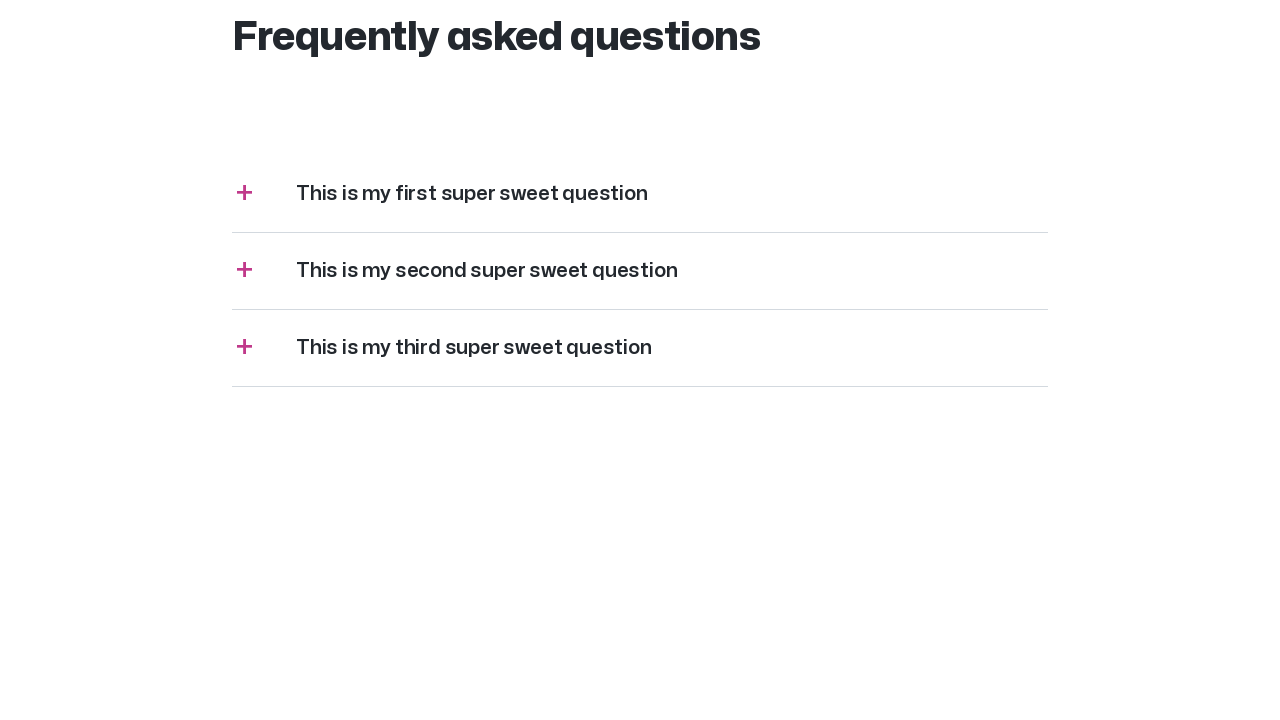 Frequently asked questions
This is my first super sweet question
This is my second super sweet question
This is my third super sweet question